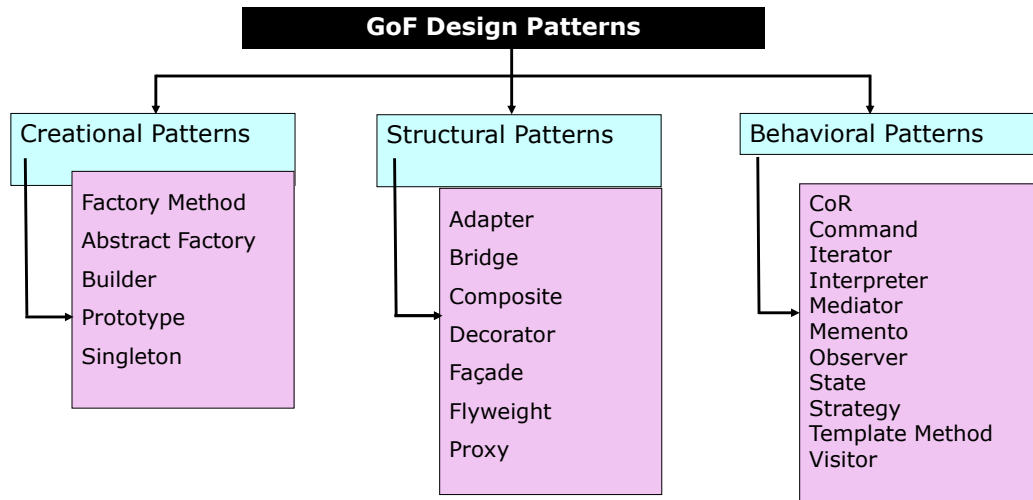 GoF Design Patterns
Creational Patterns
Factory Method
Abstract Factory
Builder
Prototype
Singleton
Structural Patterns
Adapter
Bridge
Composite
Decorator
Façade
Flyweight
Proxy
Behavioral Patterns
CoR
Command
Iterator
Interpreter
Mediator
Memento
Observer
State
Strategy
Template Method
Visitor